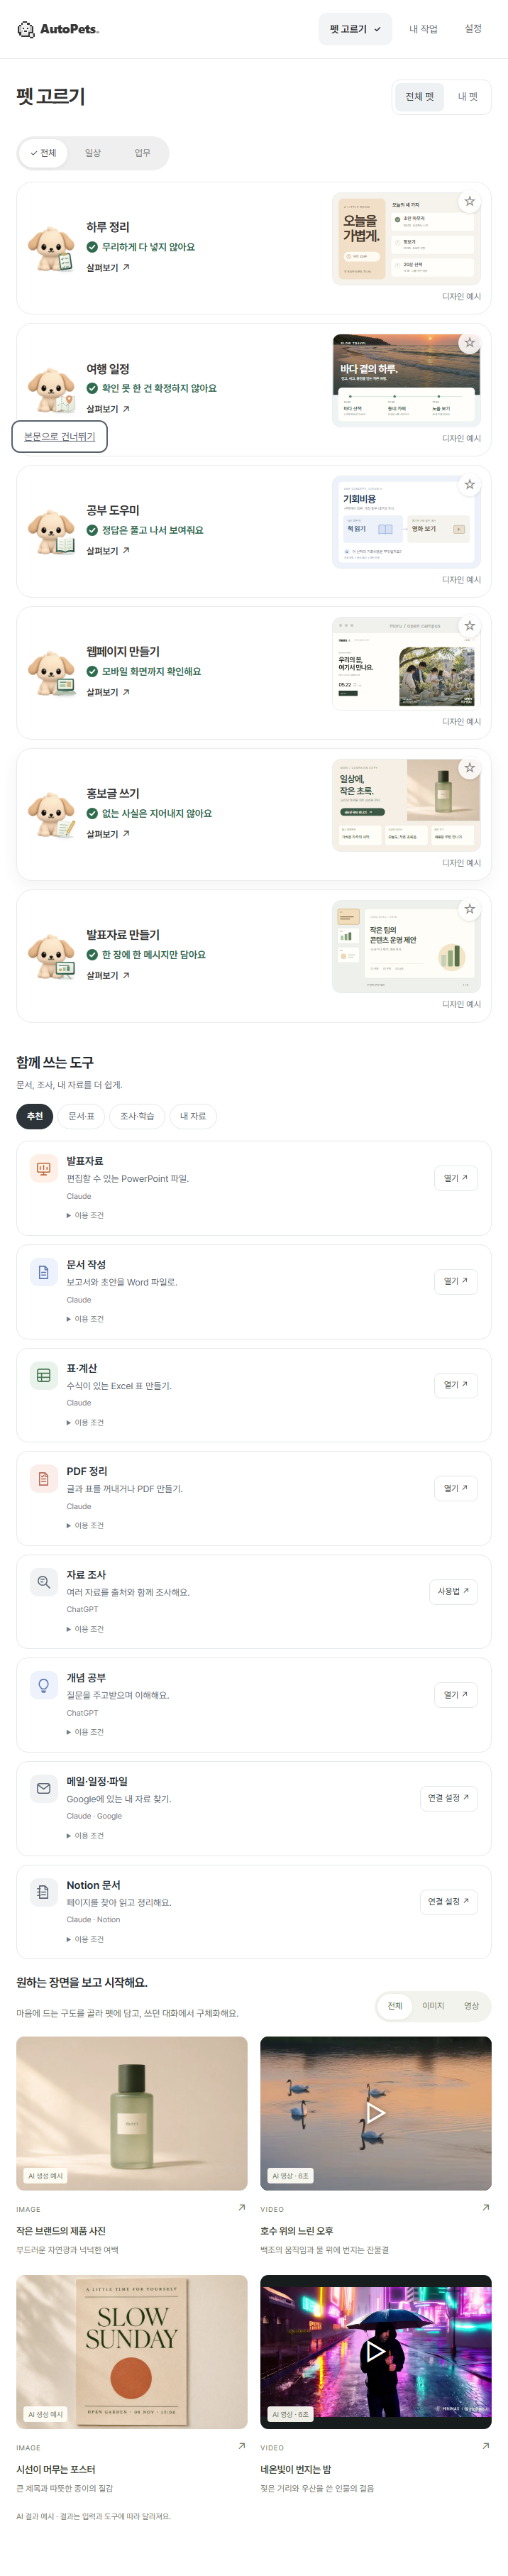 AutoPets.
펫 고르기
내 작업
설정
펫 고르기
전체 펫
내 펫
전체
일상
업무
하루 정리
무리하게 다 넣지 않아요
살펴보기 ↗
오늘을
가볍게.
오늘의 세 가지
디자인 예시
여행 일정
확인 못 한 건 확정하지 않아요
살펴보기 ↗
바다 곁의 하루.
바다 산책
동네 카페
노을 보기
디자인 예시
본문으로 건너뛰기
공부 도우미
정답은 풀고 나서 보여줘요
살펴보기 ↗
기회비용
책 읽기
영화 보기
디자인 예시
웹페이지 만들기
모바일 화면까지 확인해요
살펴보기 ↗
maru / open campus
우리의 봄,
여기서 만나요.
05.22
디자인 예시
홍보글 쓰기
없는 사실은 지어내지 않아요
살펴보기 ↗
일상에,
작은 초록.
디자인 예시
발표자료 만들기
한 장에 한 메시지만 담아요
살펴보기 ↗
작은 팀의
콘텐츠 운영 제안
디자인 예시
함께 쓰는 도구
문서, 조사, 내 자료를 더 쉽게.
추천
문서·표
조사·학습
내 자료
발표자료
편집할 수 있는 PowerPoint 파일.
Claude
이용 조건
열기 ↗
문서 작성
보고서와 초안을 Word 파일로.
Claude
이용 조건
열기 ↗
표·계산
수식이 있는 Excel 표 만들기.
Claude
이용 조건
열기 ↗
PDF 정리
글과 표를 꺼내거나 PDF 만들기.
Claude
이용 조건
열기 ↗
자료 조사
여러 자료를 출처와 함께 조사해요.
ChatGPT
이용 조건
사용법 ↗
개념 공부
질문을 주고받으며 이해해요.
ChatGPT
이용 조건
열기 ↗
메일·일정·파일
Google에 있는 내 자료 찾기.
Claude · Google
이용 조건
연결 설정 ↗
Notion 문서
페이지를 찾아 읽고 정리해요.
Claude · Notion
이용 조건
연결 설정 ↗
원하는 장면을 보고 시작해요.
마음에 드는 구도를 골라 펫에 담고, 쓰던 대화에서 구체화해요.
전체
이미지
영상
AI 생성 예시
AI 영상 · 6초
IMAGE
작은 브랜드의 제품 사진
부드러운 자연광과 넉넉한 여백
VIDEO
호수 위의 느린 오후
백조의 움직임과 물 위에 번지는 잔물결
A LITTLE TIME FOR YOURSELF
SLOW
SUNDAY
OPEN GARDEN · 08 NOV · 13:00
AI 생성 예시
AI 영상 · 6초
IMAGE
시선이 머무는 포스터
큰 제목과 따뜻한 종이의 질감
VIDEO
네온빛이 번지는 밤
젖은 거리와 우산을 쓴 인물의 걸음
AI 결과 예시 · 결과는 입력과 도구에 따라 달라져요.